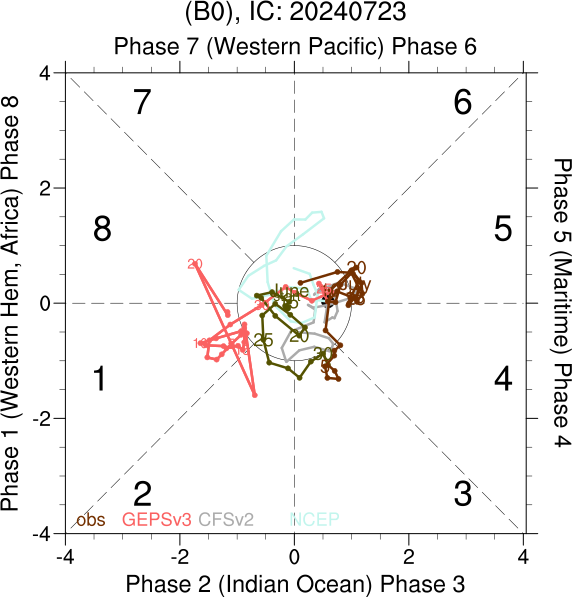 (B0), IC: 20240723
Phase 7 (Western Pacific) Phase 6
4
7
6
Phase 1 (Western Hem, Africa) Phase 8
2
8
5
Phase 5 (Maritime) Phase 4
20
20
July
June
0
25
20
30
1
4
-2
2
3
obs GEPSv3 CFSv2 NCEP
-4
-4 -2 0 2 4
Phase 2 (Indian Ocean) Phase 3